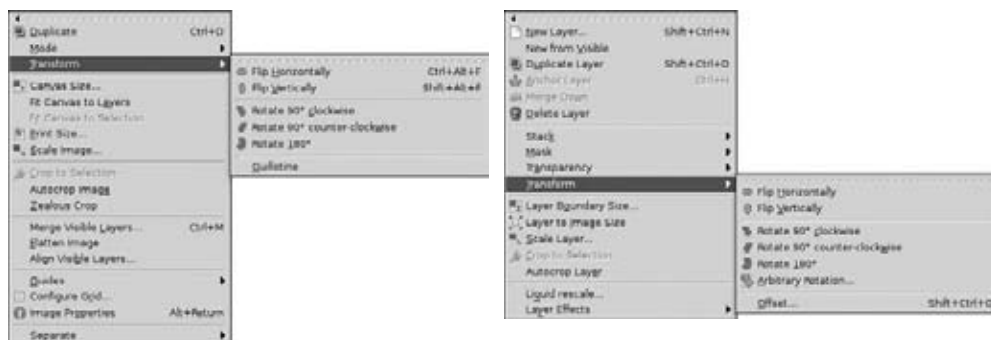 Duplicate Ctrl+D
Mode
Transform
Canvas Size...
Fit Canvas to Layers
Fit Canvas to Selection
Print Size...
Scale Image...
Crop to Selection
Autocrop Image
Zealous Crop
Merge Visible Layers... Ctrl+M
Flatten Image
Align Visible Layers...
Guides
Configure Grid...
Image Properties Alt+Return
Separate
Flip Horizontally Ctrl+Alt+F
Flip Vertically Shift+Alt+F
Rotate 90° clockwise
Rotate 90° counter-clockwise
Rotate 180°
Guillotine
New Layer... Shift+Ctrl+N
New from Visible
Duplicate Layer Shift+Ctrl+D
Anchor Layer Ctrl+H
Merge Down
Delete Layer
Stack
Mask
Transparency
Transform
Layer Boundary Size...
Layer to Image Size
Scale Layer...
Crop to Selection
Autocrop Layer
Liquid rescale...
Layer Effects
Flip Horizontally
Flip Vertically
Rotate 90° clockwise
Rotate 90° counter-clockwise
Rotate 180°
Arbitrary Rotation...
Offset... Shift+Ctrl+O